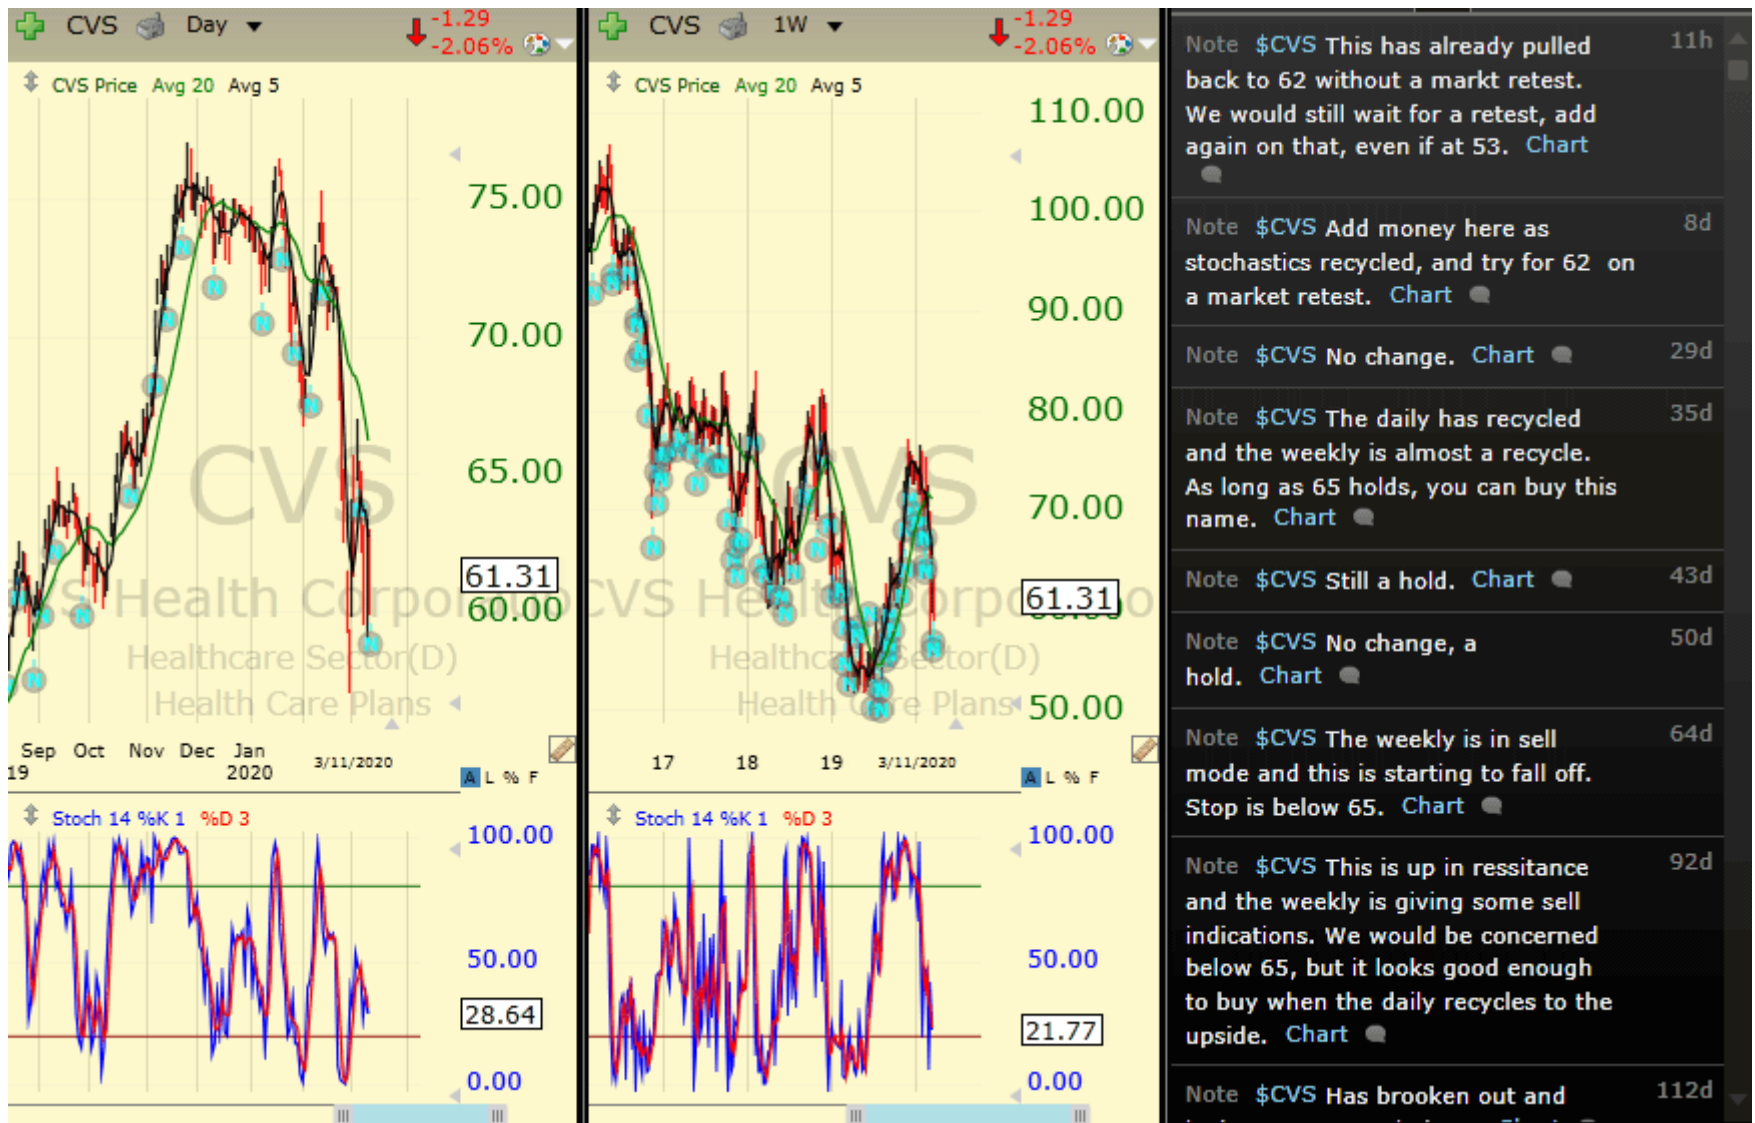 CVS Day
-1.29
-2.06%
CVS Price Avg 20 Avg 5
75.00
70.00
65.00
61.31
60.00
CVS
CVS Health Corporation
Healthcare Sector(D)
Health Care Plans
Sep Oct Nov Dec Jan
19 2020 3/11/2020
A L % F
Stoch 14 %K 1 %D 3
100.00
50.00
28.64
0.00
CVS 1W
-1.29
-2.06%
CVS Price Avg 20 Avg 5
110.00
100.00
90.00
80.00
70.00
61.31
60.00
50.00
CVS
CVS Health Corpo
Healthcare Sector(D)
Health Care Plans
17 18 19 3/11/2020
A L % F
Stoch 14 %K 1 %D 3
100.00
50.00
21.77
0.00
Note $CVS This has already pulled 11h
back to 62 without a markt retest.
We would still wait for a retest, add
again on that, even if at 53. Chart
Note $CVS Add money here as 8d
stochastics recycled, and try for 62 on
a market retest. Chart
Note $CVS No change. Chart 29d
Note $CVS The daily has recycled 35d
and the weekly is almost a recycle.
As long as 65 holds, you can buy this
name. Chart
Note $CVS Still a hold. Chart 43d
Note $CVS No change, a 50d
hold. Chart
Note $CVS The weekly is in sell 64d
mode and this is starting to fall off.
Stop is below 65. Chart
Note $CVS This is up in ressitance 92d
and the weekly is giving some sell
indications. We would be concerned
below 65, but it looks good enough
to buy when the daily recycles to the
upside. Chart
Note $CVS Has brooken out and 112d